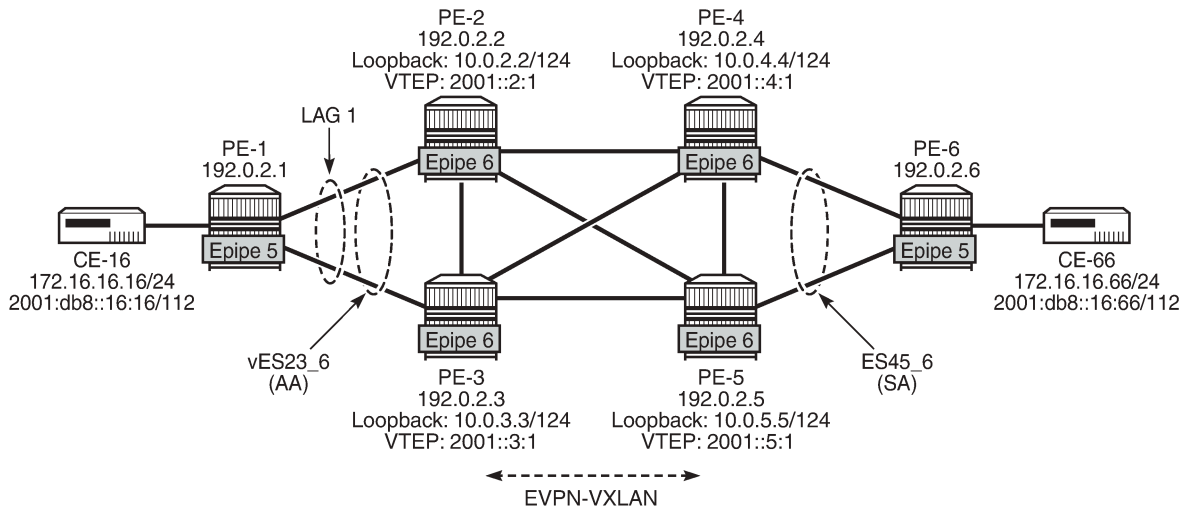 PE-2
192.0.2.2
Loopback: 10.0.2.2/124
VTEP: 2001::2:1
PE-4
192.0.2.4
Loopback: 10.0.4.4/124
VTEP: 2001::4:1
LAG 1
PE-1
192.0.2.1
Epipe 6
Epipe 6
PE-6
192.0.2.6
Epipe 5
Epipe 5
CE-16
172.16.16.16/24
2001:db8::16:16/112
CE-66
172.16.16.66/24
2001:db8::16:66/112
Epipe 6
Epipe 6
vES23_6
(AA)
ES45_6
(SA)
PE-3
192.0.2.3
Loopback: 10.0.3.3/124
VTEP: 2001::3:1
PE-5
192.0.2.5
Loopback: 10.0.5.5/124
VTEP: 2001::5:1
EVPN-VXLAN